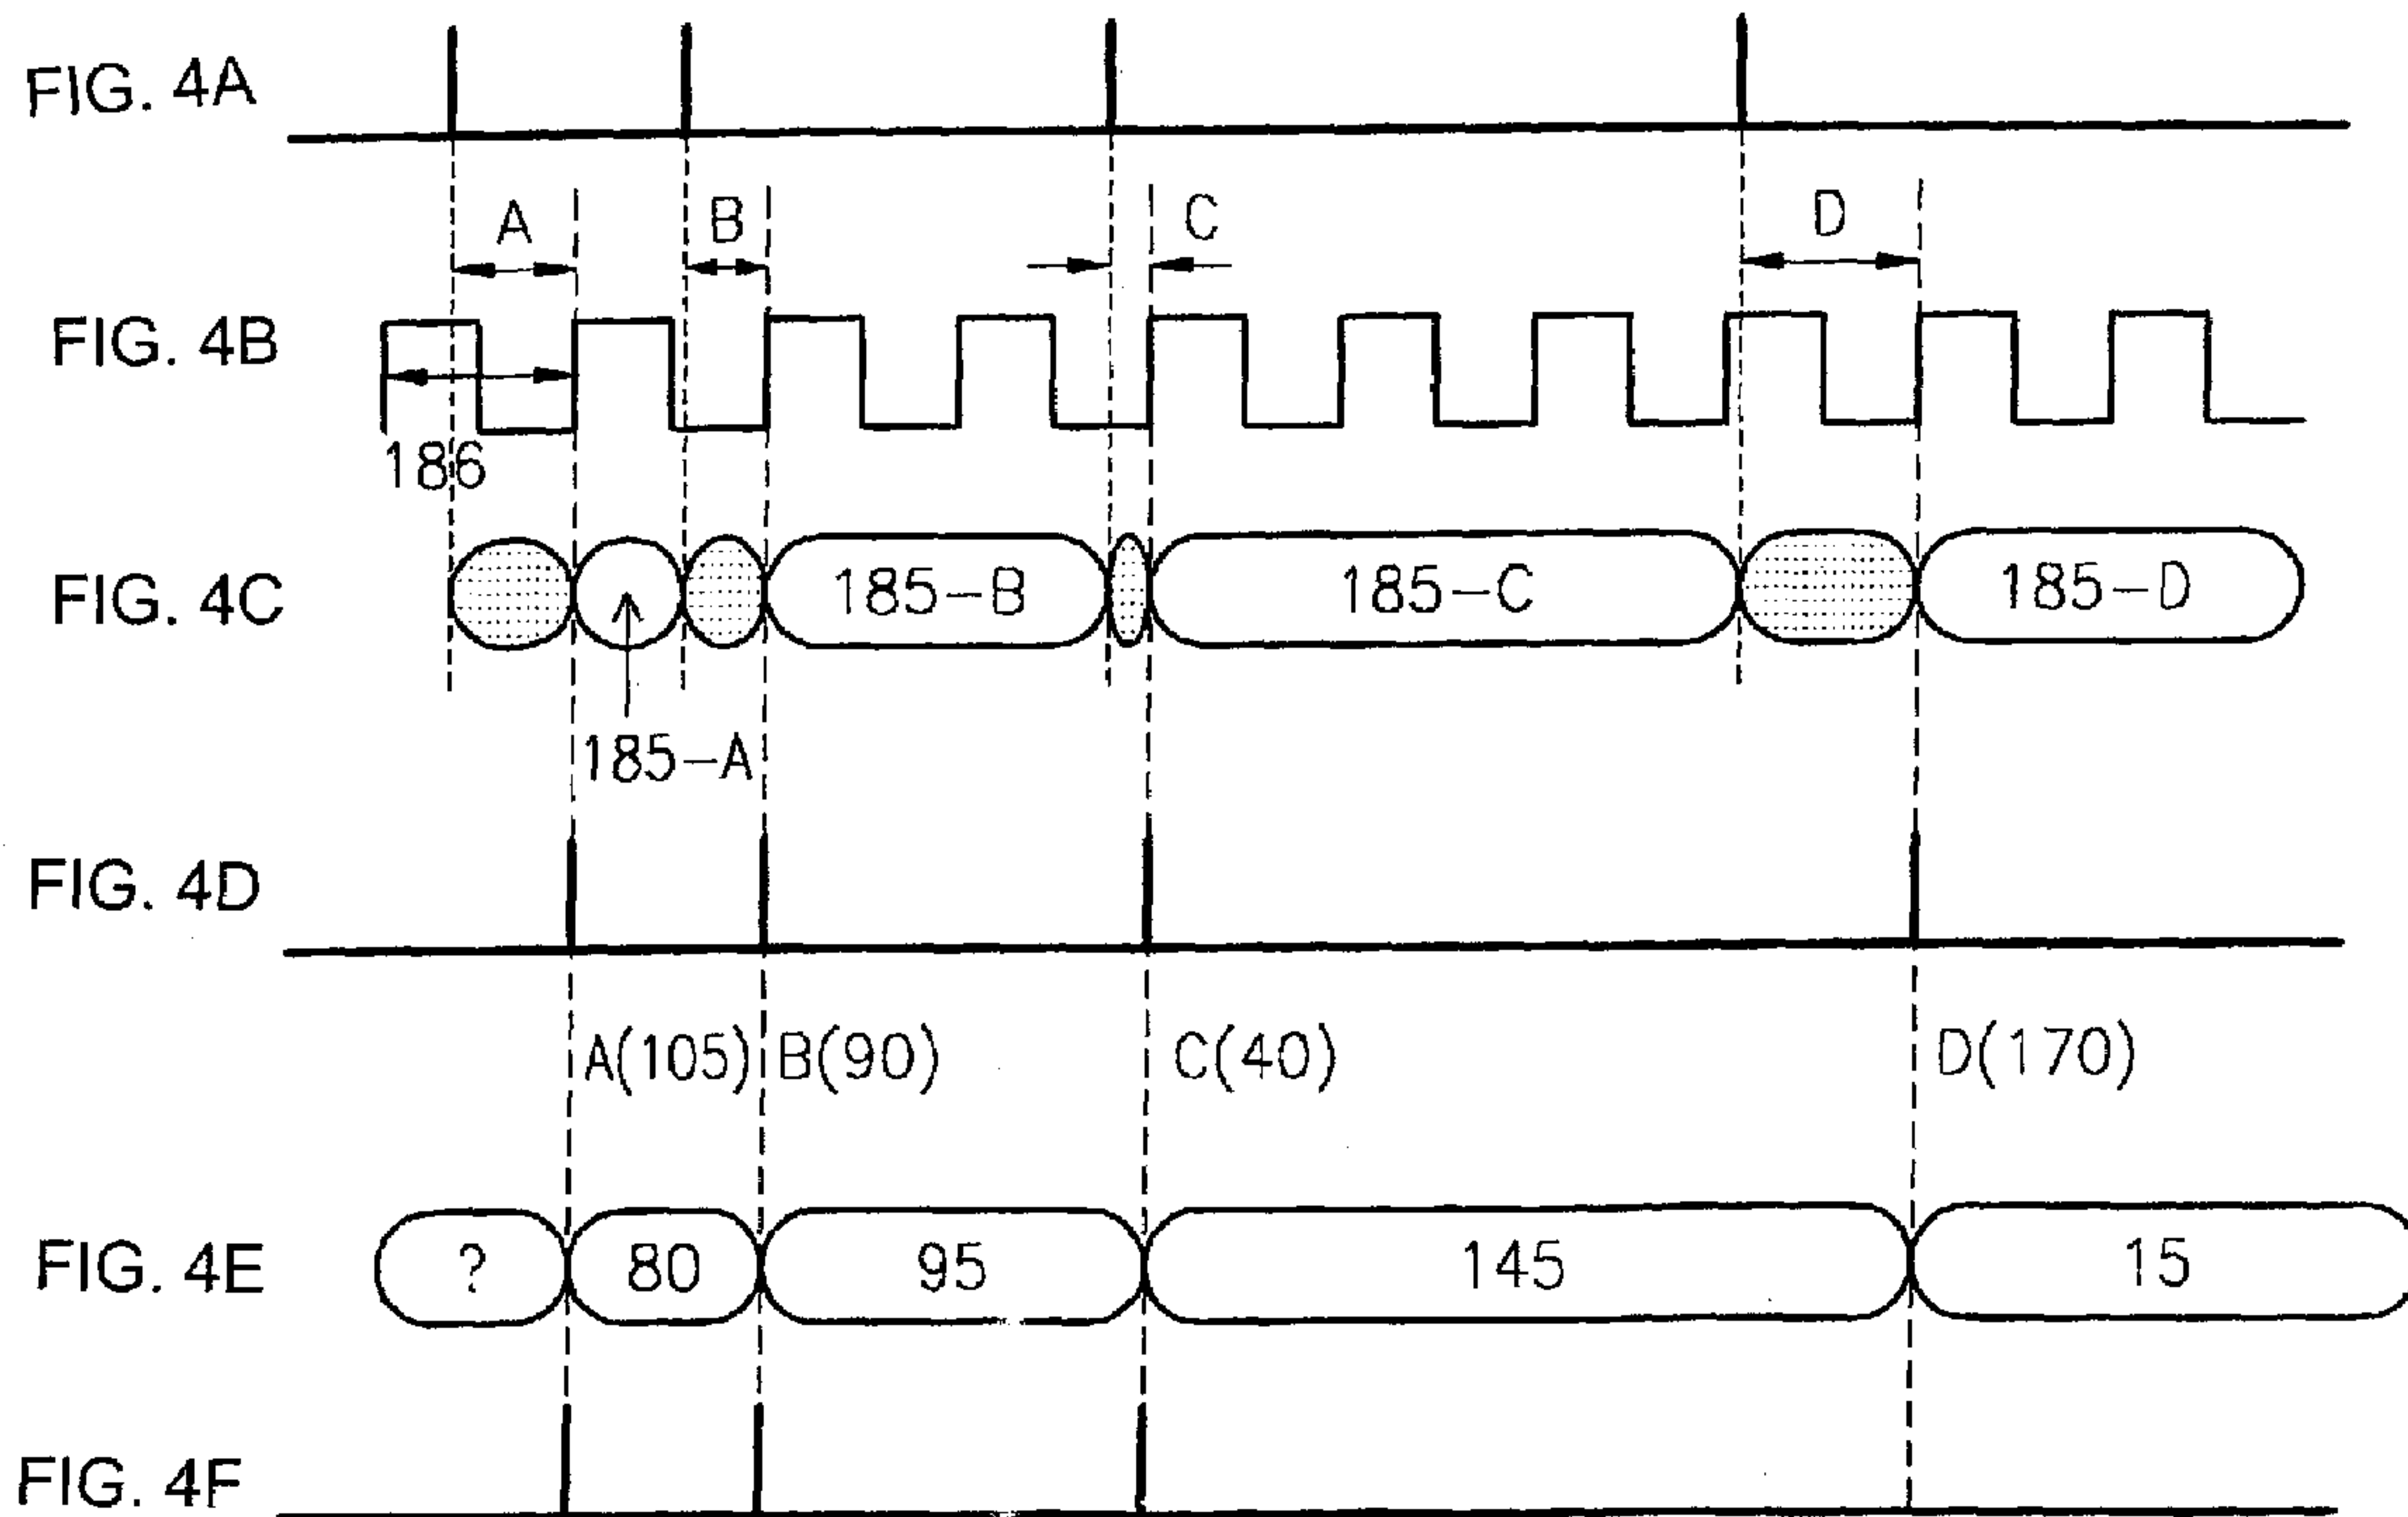 FIG. 4A
A B C D
FIG. 4B
186
FIG. 4C
185-B 185-C 185-D
185-A
FIG. 4D
A(105) B(90) C(40) D(170)
FIG. 4E
? 80 95 145 15
FIG. 4F